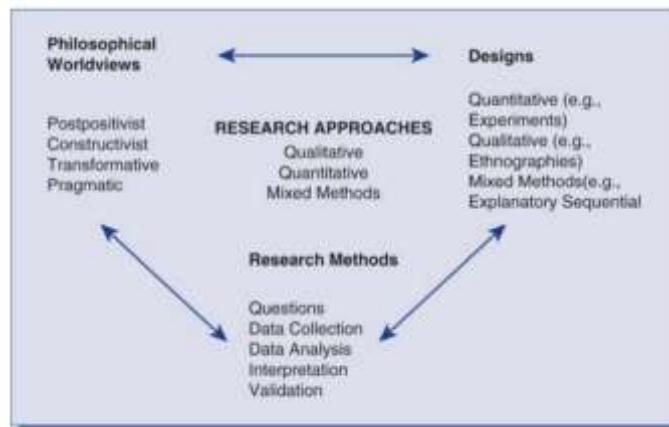 Philosophical
Worldviews
Postpositivist
Constructivist
Transformative
Pragmatic
RESEARCH APPROACHES
Qualitative
Quantitative
Mixed Methods
Designs
Quantitative (e.g.,
Experiments)
Qualitative (e.g.,
Ethnographies)
Mixed Methods(e.g.,
Explanatory Sequential
Research Methods
Questions
Data Collection
Data Analysis
Interpretation
Validation